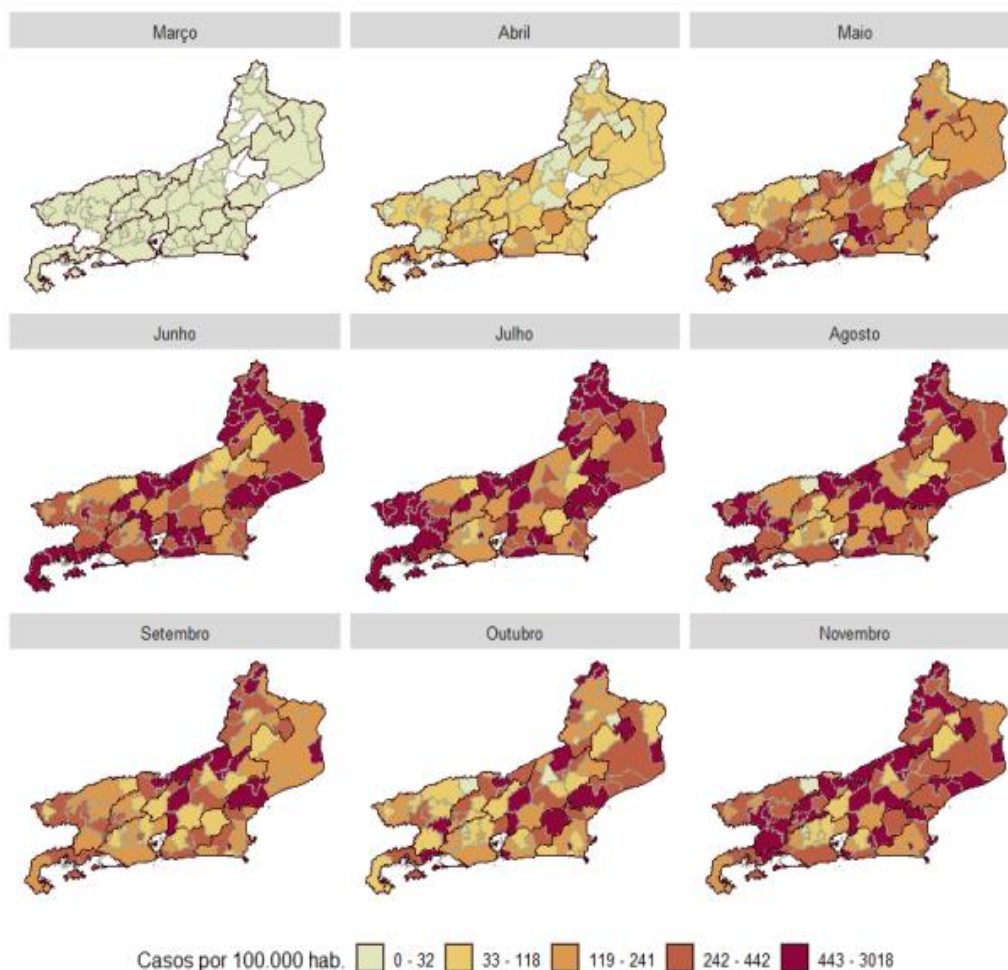 Março
Abril
Maio
Junho
Julho
Agosto
Setembro
Outubro
Novembro
Casos por 100.000 hab. 0 - 32 33 - 118 119 - 241 242 - 442 443 - 3018